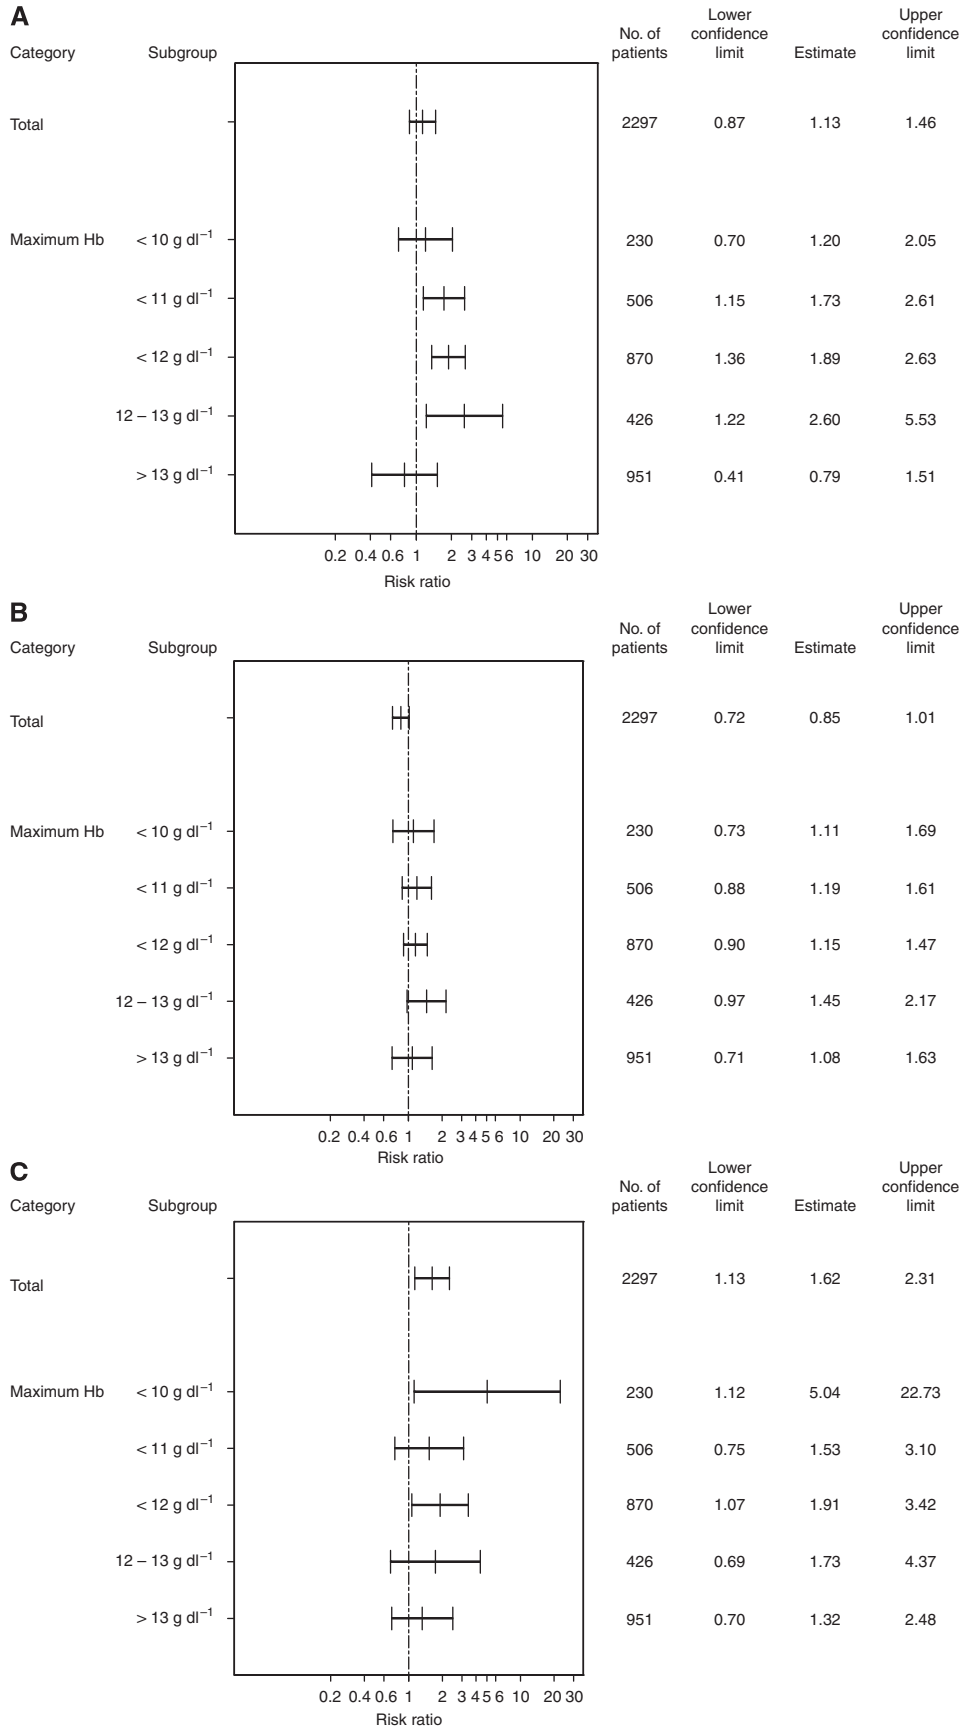 A
Category Subgroup No. of patients Lower confidence limit Estimate Upper confidence limit
Total 2297 0.87 1.13 1.46
Maximum Hb < 10 g dl⁻¹ 230 0.70 1.20 2.05
< 11 g dl⁻¹ 506 1.15 1.73 2.61
< 12 g dl⁻¹ 870 1.36 1.89 2.63
12 – 13 g dl⁻¹ 426 1.22 2.60 5.53
> 13 g dl⁻¹ 951 0.41 0.79 1.51
0.2 0.4 0.6 1 2 3 4 5 6 10 20 30
Risk ratio
B
Category Subgroup No. of patients Lower confidence limit Estimate Upper confidence limit
Total 2297 0.72 0.85 1.01
Maximum Hb < 10 g dl⁻¹ 230 0.73 1.11 1.69
< 11 g dl⁻¹ 506 0.88 1.19 1.61
< 12 g dl⁻¹ 870 0.90 1.15 1.47
12 – 13 g dl⁻¹ 426 0.97 1.45 2.17
> 13 g dl⁻¹ 951 0.71 1.08 1.63
0.2 0.4 0.6 1 2 3 4 5 6 10 20 30
Risk ratio
C
Category Subgroup No. of patients Lower confidence limit Estimate Upper confidence limit
Total 2297 1.13 1.62 2.31
Maximum Hb < 10 g dl⁻¹ 230 1.12 5.04 22.73
< 11 g dl⁻¹ 506 0.75 1.53 3.10
< 12 g dl⁻¹ 870 1.07 1.91 3.42
12 – 13 g dl⁻¹ 426 0.69 1.73 4.37
> 13 g dl⁻¹ 951 0.70 1.32 2.48
0.2 0.4 0.6 1 2 3 4 5 6 10 20 30
Risk ratio